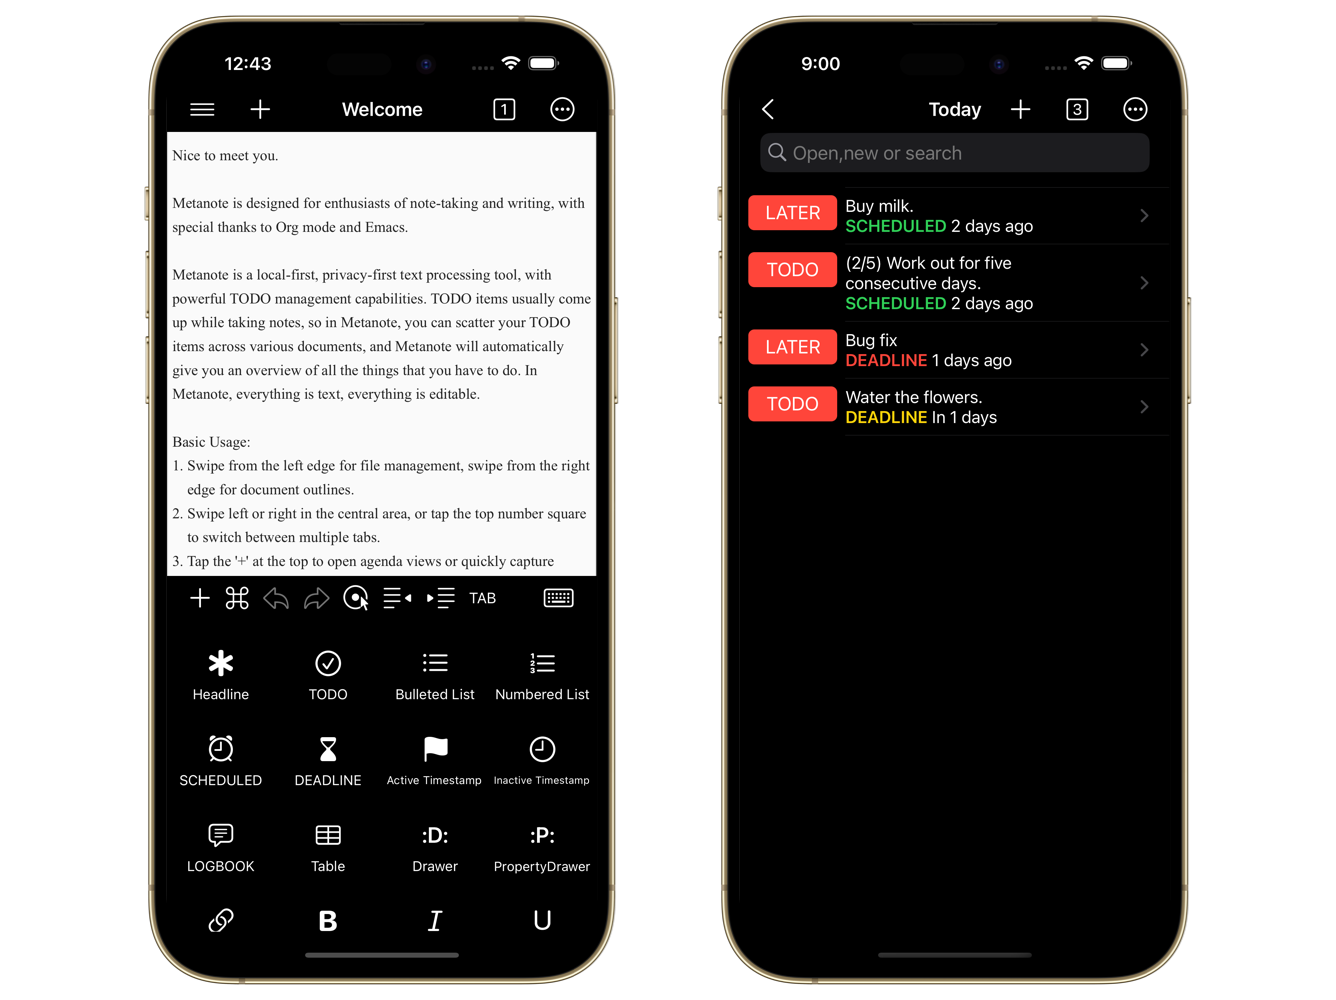 12:43
1
Welcome
Nice to meet you.
Metanote is designed for enthusiasts of note-taking and writing, with
special thanks to Org mode and Emacs.
Metanote is a local-first, privacy-first text processing tool, with
powerful TODO management capabilities. TODO items usually come
up while taking notes, so in Metanote, you can scatter your TODO
items across various documents, and Metanote will automatically
give you an overview of all the things that you have to do. In
Metanote, everything is text, everything is editable.
Basic Usage:
1. Swipe from the left edge for file management, swipe from the right
edge for document outlines.
2. Swipe left or right in the central area, or tap the top number square
to switch between multiple tabs.
3. Tap the '+' at the top to open agenda views or quickly capture
TAB
Headline
TODO
Bulleted List
1
2
3
Numbered List
SCHEDULED
DEADLINE
Active Timestamp
Inactive Timestamp
LOGBOOK
Table
:D:
Drawer
:P:
PropertyDrawer
B
I
U
9:00
Today
3
Open,new or search
LATER
Buy milk.
SCHEDULED 2 days ago
TODO
(2/5) Work out for five
consecutive days.
SCHEDULED 2 days ago
LATER
Bug fix
DEADLINE 1 days ago
TODO
Water the flowers.
DEADLINE In 1 days